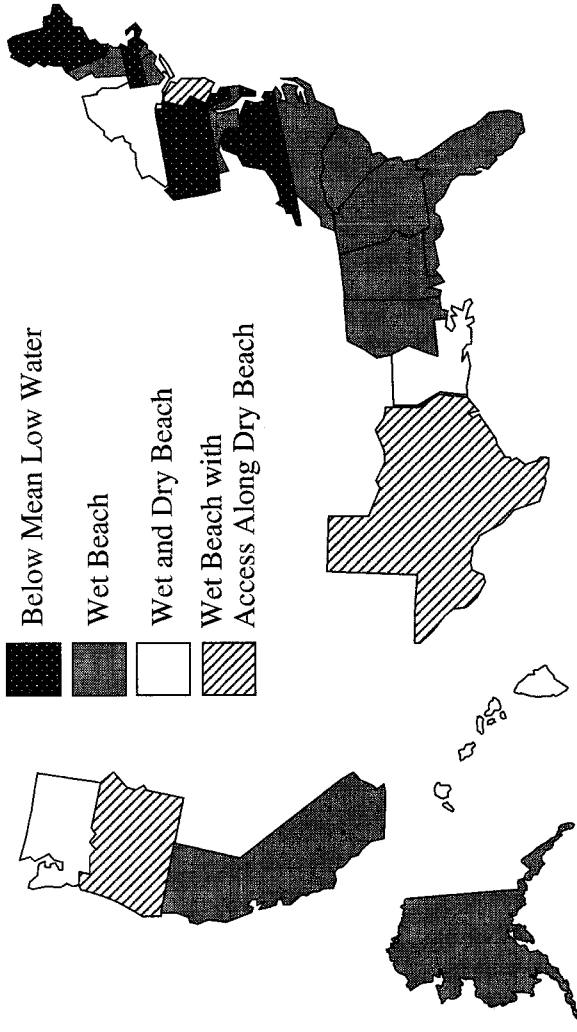 Below Mean Low Water
Wet Beach
Wet and Dry Beach
Wet Beach with
Access Along Dry Beach